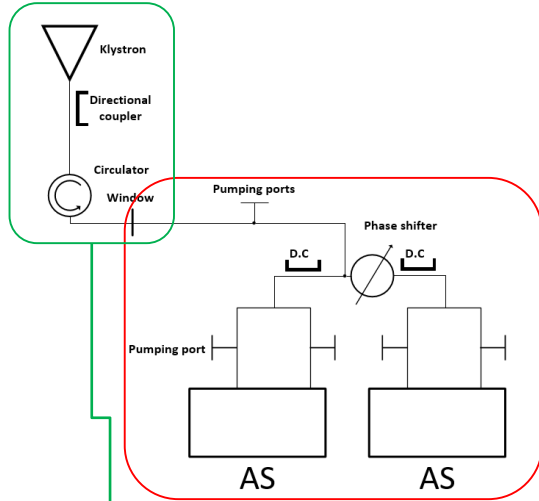 Klystron
Directional
coupler
Circulator
Window
Pumping ports
Phase shifter
D.C
D.C
Pumping port
AS
AS